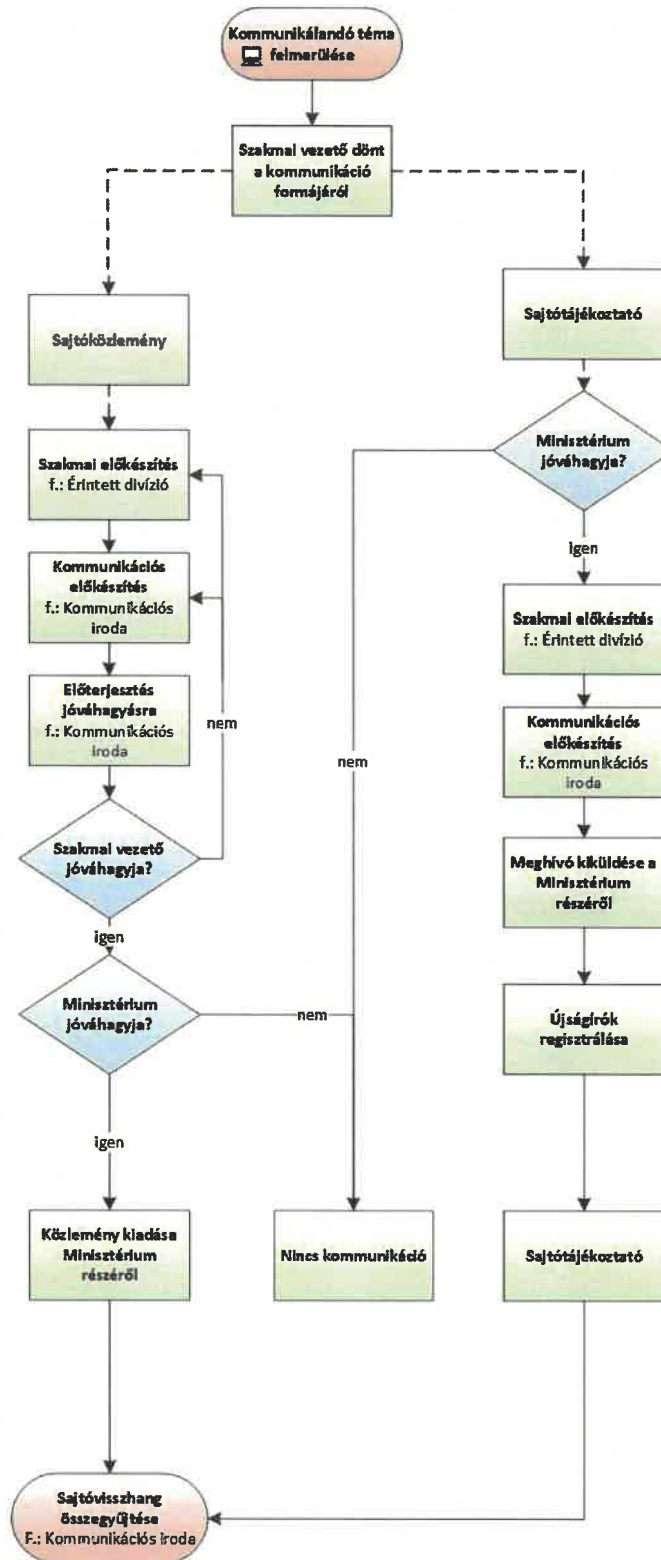 Kommunikálandó téma
felmerülése
Szakmai vezető dönt
a kommunikáció
formájáról
Sajtóközlemény
Sajtótájékoztató
Minisztérium
jóváhagyja?
Szakmai előkészítés
f.: Érintett divízió
igen
nem
Kommunikációs
előkészítés
f.: Kommunikációs
iroda
Szakmai előkészítés
f.: Érintett divízió
Előterjesztés
jóváhagyásra
f.: Kommunikációs
iroda
nem
Kommunikációs
előkészítés
f.: Kommunikációs
iroda
Szakmai vezető
jóváhagyja?
Meghívó kiküldése a
Minisztérium
részéről
igen
Minisztérium
jóváhagyja?
nem
Újságírók
regisztrálása
igen
Közlemény kiadása
Minisztérium
részéről
Nincs kommunikáció
Sajtótájékoztató
Sajtóvisszhang
összegyűjtése
F.: Kommunikációs iroda